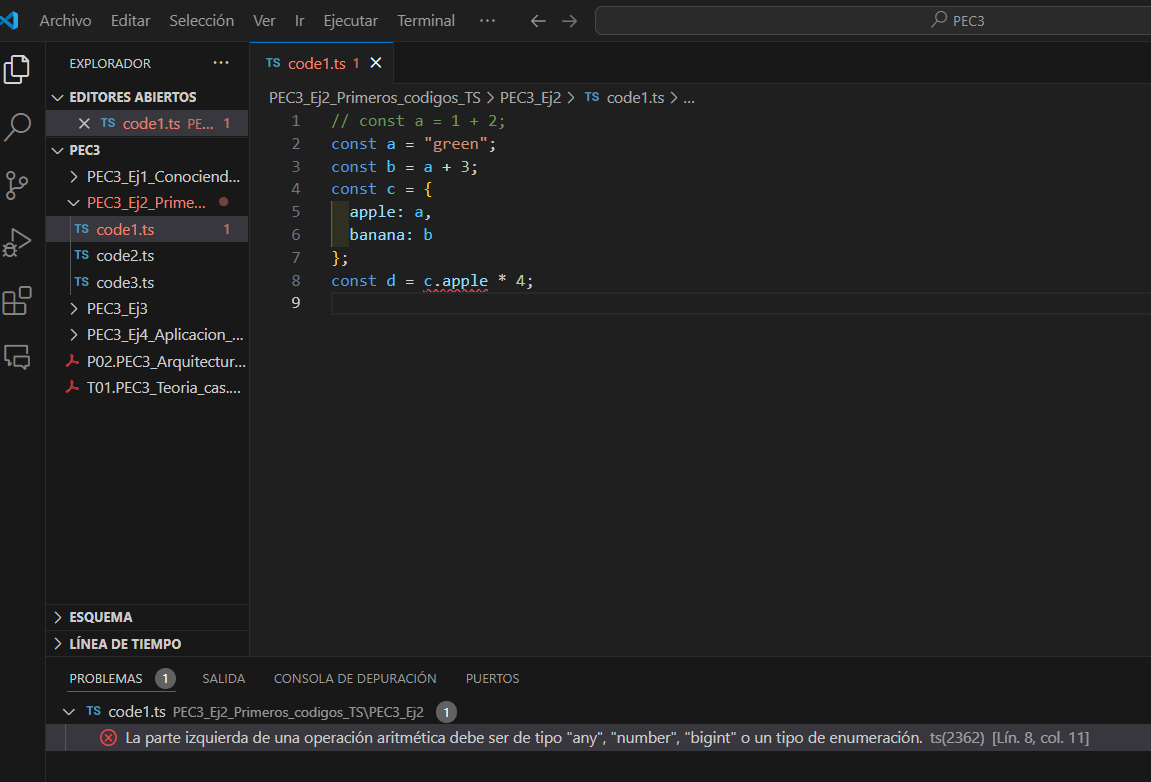 Archivo Editar Selección Ver Ir Ejecutar Terminal ··· PEC3
EXPLORADOR ···
EDITORES ABIERTOS
TS code1.ts PE... 1
PEC3
PEC3_Ej1_Conociend...
PEC3_Ej2_Prime...
TS code1.ts 1
TS code2.ts
TS code3.ts
PEC3_Ej3
PEC3_Ej4_Aplicacion_...
P02.PEC3_Arquitectur...
T01.PEC3_Teoria_cas....
ESQUEMA
LÍNEA DE TIEMPO
TS code1.ts 1
PEC3_Ej2_Primeros_codigos_TS > PEC3_Ej2 > TS code1.ts > ...
1 // const a = 1 + 2;
2 const a = "green";
3 const b = a + 3;
4 const c = {
5 apple: a,
6 banana: b
7 };
8 const d = c.apple * 4;
9
PROBLEMAS 1 SALIDA CONSOLA DE DEPURACIÓN PUERTOS
TS code1.ts PEC3_Ej2_Primeros_codigos_TS\PEC3_Ej2 1
La parte izquierda de una operación aritmética debe ser de tipo "any", "number", "bigint" o un tipo de enumeración. ts(2362) [Lín. 8, col. 11]